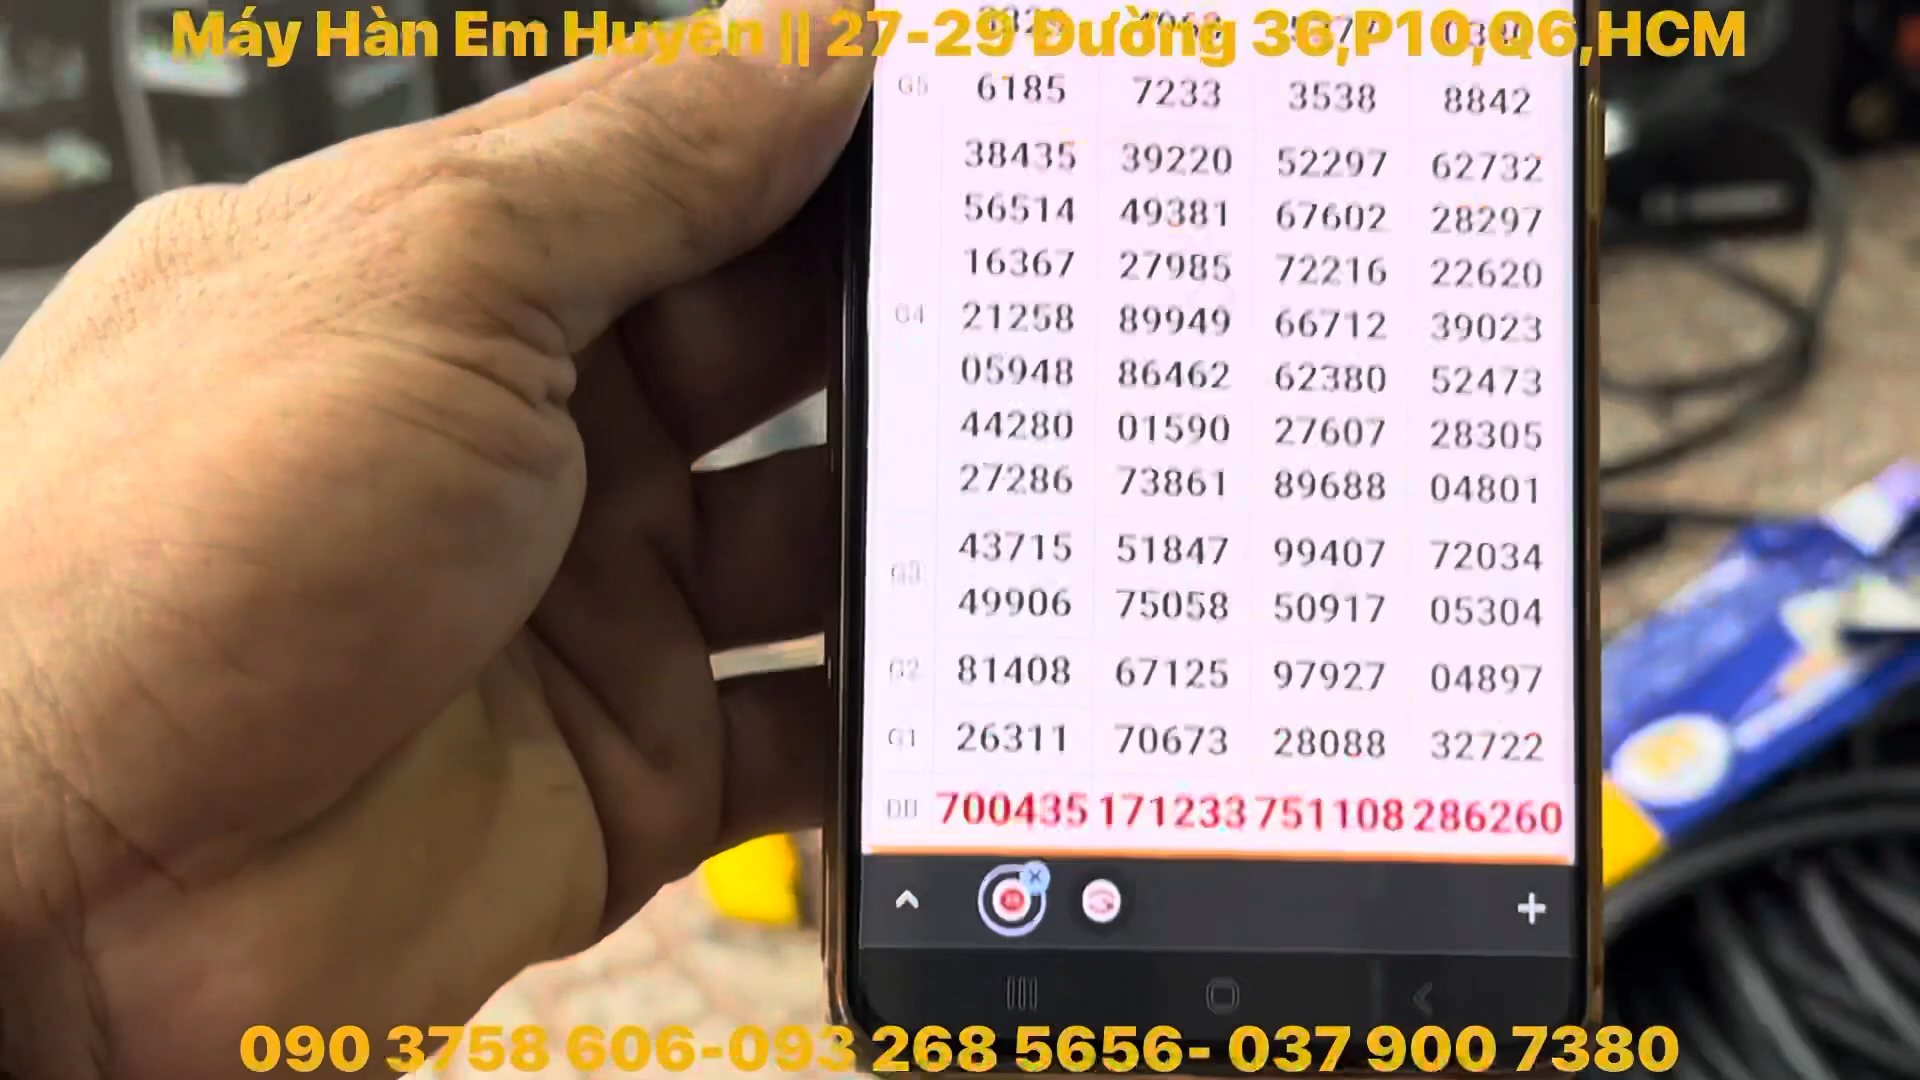 Máy Hàn Em Huyền || 27-29 Đường 36,P10,Q6,HCM
G5 6185 7233 3538 8842
38435 39220 52297 62732
56514 49381 67602 28297
16367 27985 72216 22620
G4 21258 89949 66712 39023
05948 86462 62380 52473
44280 01590 27607 28305
27286 73861 89688 04801
G3 43715 51847 99407 72034
49906 75058 50917 05304
G2 81408 67125 97927 04897
G1 26311 70673 28088 32722
ĐB 700435 171233 751108 286260
090 3758 606-093 268 5656- 037 900 7380